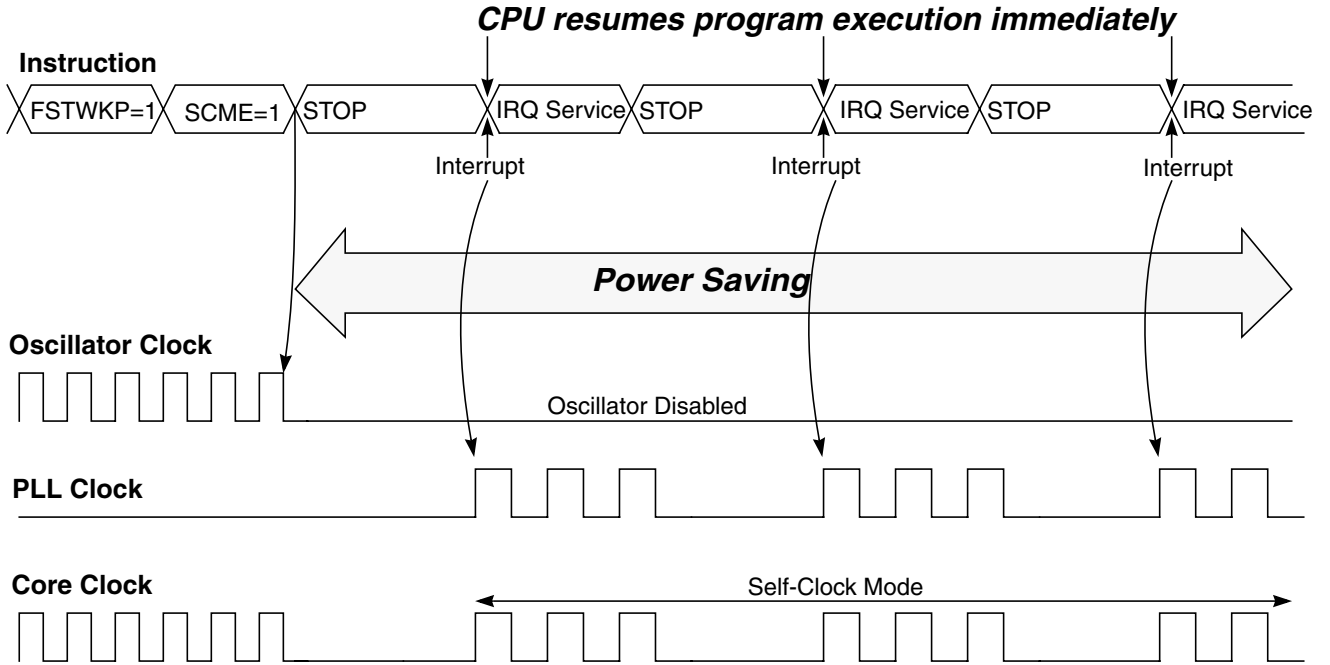 CPU resumes program execution immediately
Instruction
FSTWKP=1 SCME=1 STOP IRQ Service STOP IRQ Service STOP IRQ Service
Interrupt Interrupt Interrupt
Power Saving
Oscillator Clock
Oscillator Disabled
PLL Clock
Core Clock
Self-Clock Mode